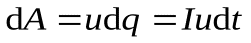 dA = udq = Iudt